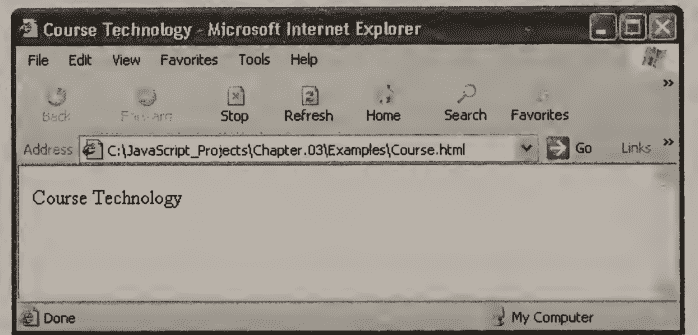 Course Technology - Microsoft Internet Explorer
File Edit View Favorites Tools Help
Back Forward Stop Refresh Home Search Favorites »
Address C:\JavaScript_Projects\Chapter.03\Examples\Course.html Go Links »
Course Technology
Done My Computer